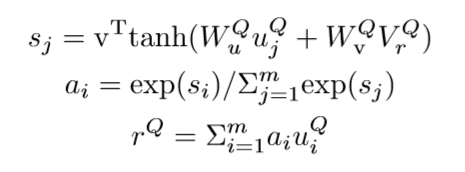 s_j = v^T tanh(W_u^Q u_j^Q + W_v^Q V_r^Q)
a_i = exp(s_i)/Σ_{j=1}^m exp(s_j)
r^Q = Σ_{i=1}^m a_i u_i^Q